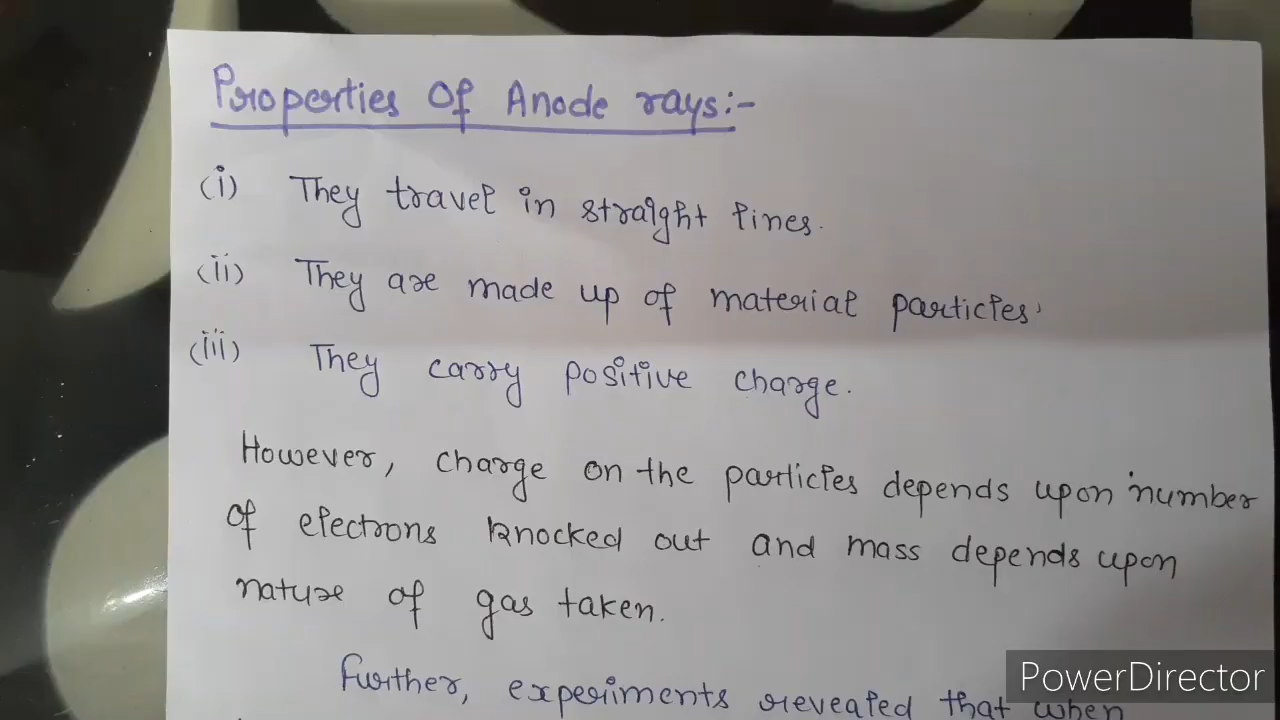 Properties Of Anode rays:-
(i) They travel in straight lines.
(ii) They are made up of material particles.
(iii) They carry positive charge.
However, charge on the particles depends upon number
of electrons knocked out and mass depends upon
nature of gas taken.
Further, experiments revealed that when
PowerDirector